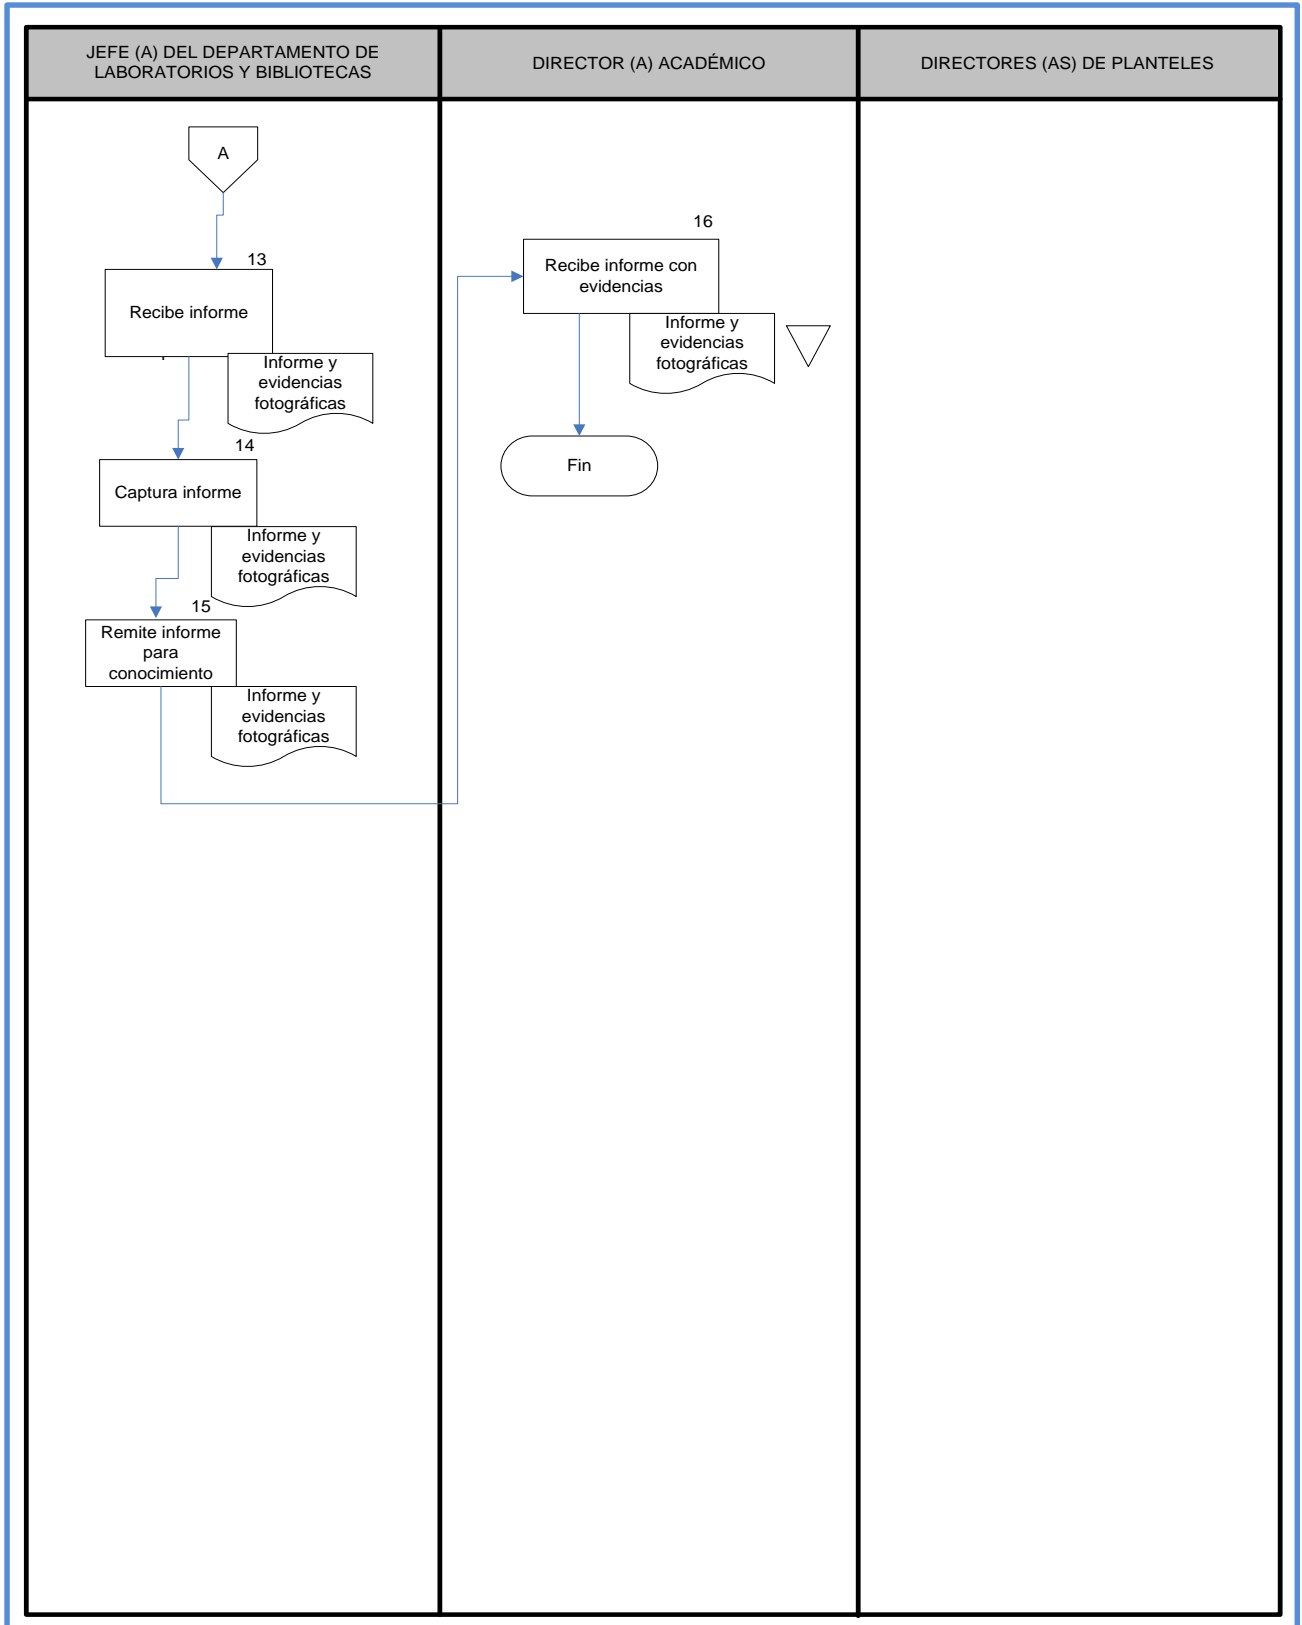 JEFE (A) DEL DEPARTAMENTO DE
LABORATORIOS Y BIBLIOTECAS
DIRECTOR (A) ACADÉMICO
DIRECTORES (AS) DE PLANTELES
A
13
Recibe informe
Informe y
evidencias
fotográficas
14
Captura informe
Informe y
evidencias
fotográficas
15
Remite informe
para
conocimiento
Informe y
evidencias
fotográficas
16
Recibe informe con
evidencias
Informe y
evidencias
fotográficas
Fin